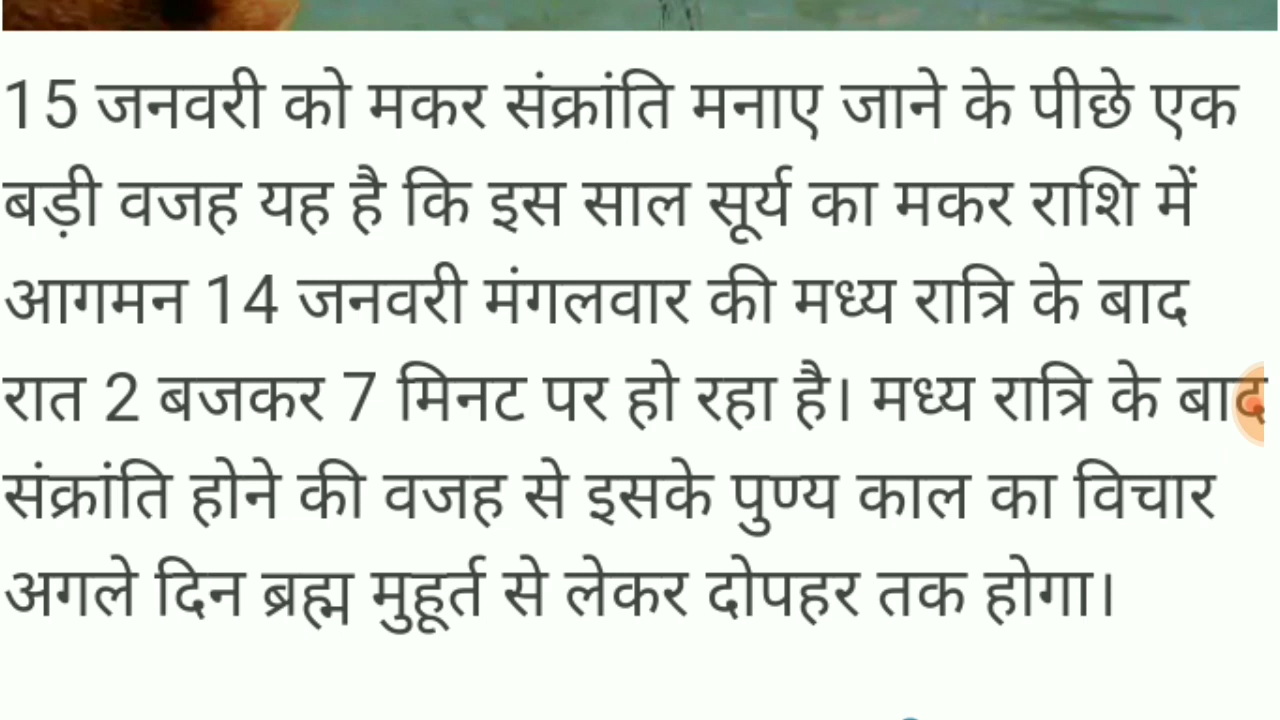 15 जनवरी को मकर संक्रांति मनाए जाने के पीछे एक
बड़ी वजह यह है कि इस साल सूर्य का मकर राशि में
आगमन 14 जनवरी मंगलवार की मध्य रात्रि के बाद
रात 2 बजकर 7 मिनट पर हो रहा है। मध्य रात्रि के बाद
संक्रांति होने की वजह से इसके पुण्य काल का विचार
अगले दिन ब्रह्म मुहूर्त से लेकर दोपहर तक होगा।